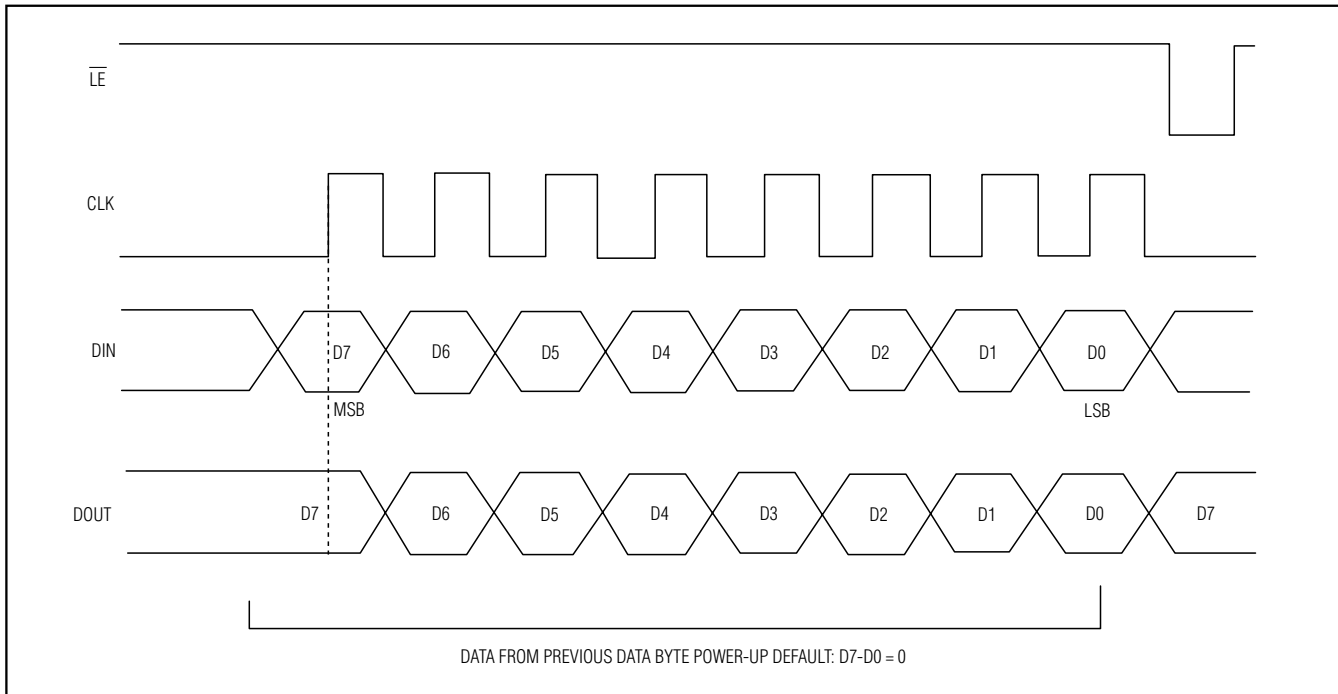 LE
CLK
DIN
D7 D6 D5 D4 D3 D2 D1 D0
MSB LSB
DOUT
D7 D6 D5 D4 D3 D2 D1 D0 D7
DATA FROM PREVIOUS DATA BYTE POWER-UP DEFAULT: D7-D0 = 0